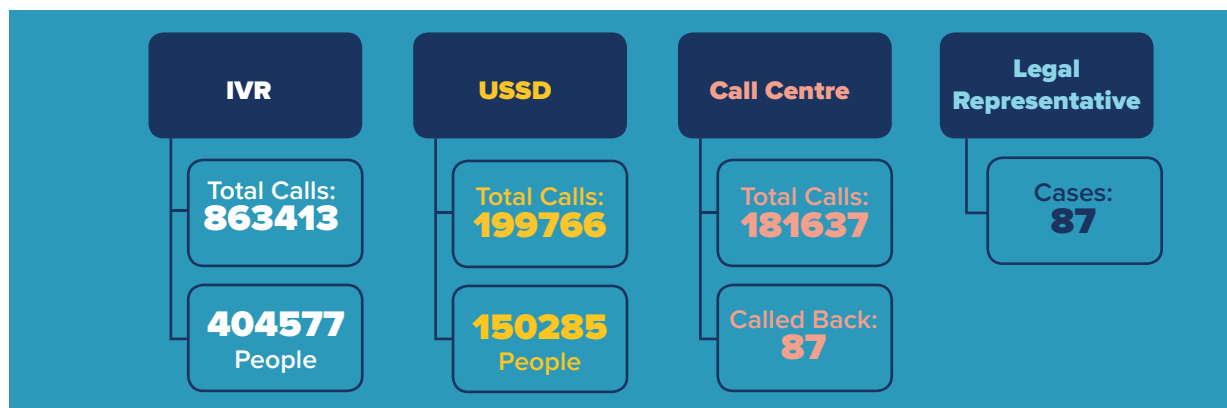 IVR
Total Calls:
863413
404577
People
USSD
Total Calls:
199766
150285
People
Call Centre
Total Calls:
181637
Called Back:
87
Legal
Representative
Cases:
87